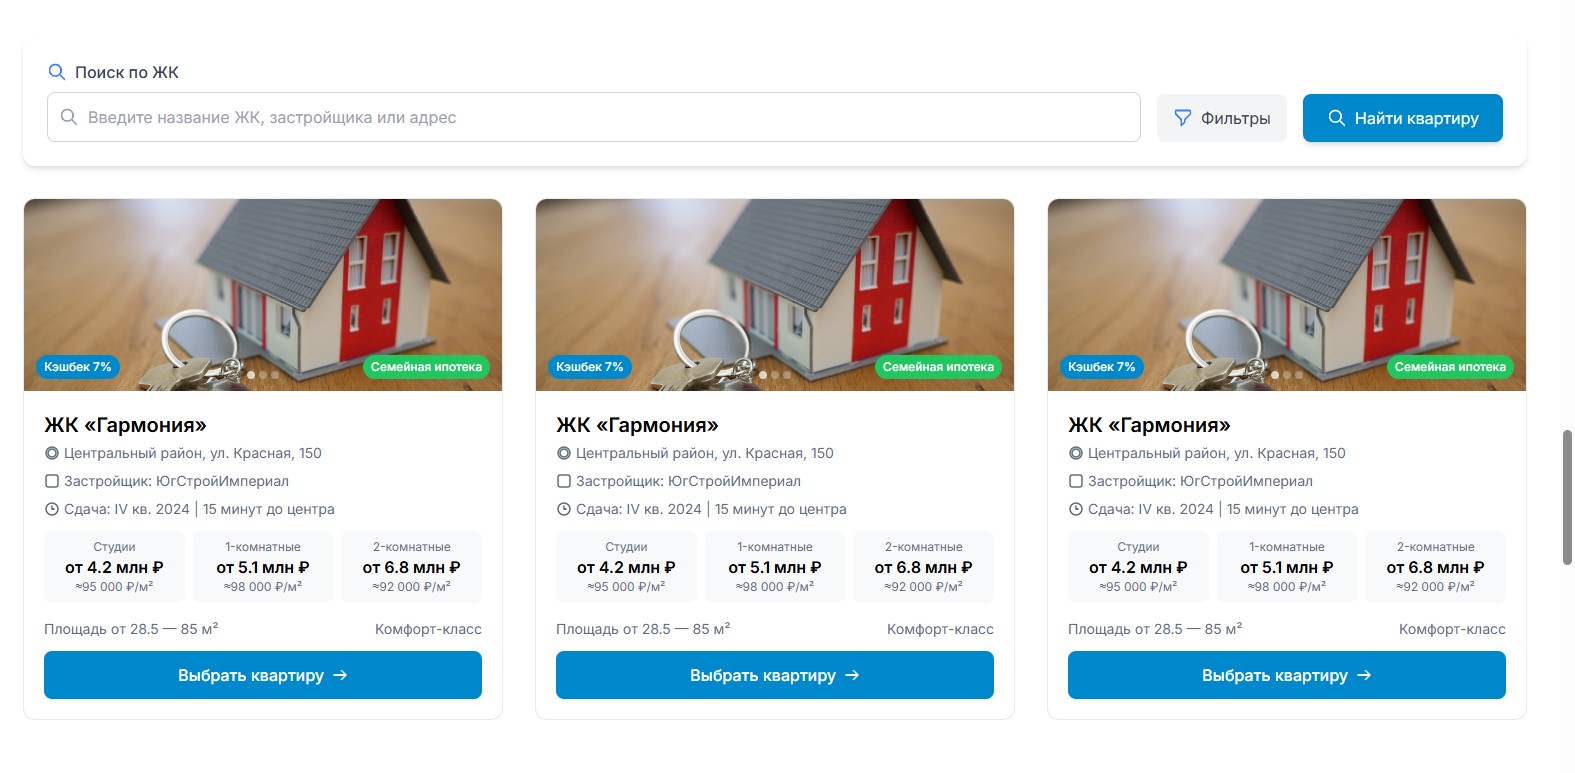 Поиск по ЖК
Введите название ЖК, застройщика или адрес
Фильтры
Найти квартиру
Кэшбек 7%
Семейная ипотека
ЖК «Гармония»
Центральный район, ул. Красная, 150
Застройщик: ЮгСтройИмпериал
Сдача: IV кв. 2024 | 15 минут до центра
Студии
от 4.2 млн ₽
≈95 000 ₽/м²
1-комнатные
от 5.1 млн ₽
≈98 000 ₽/м²
2-комнатные
от 6.8 млн ₽
≈92 000 ₽/м²
Площадь от 28.5 — 85 м²
Комфорт-класс
Выбрать квартиру →
Кэшбек 7%
Семейная ипотека
ЖК «Гармония»
Центральный район, ул. Красная, 150
Застройщик: ЮгСтройИмпериал
Сдача: IV кв. 2024 | 15 минут до центра
Студии
от 4.2 млн ₽
≈95 000 ₽/м²
1-комнатные
от 5.1 млн ₽
≈98 000 ₽/м²
2-комнатные
от 6.8 млн ₽
≈92 000 ₽/м²
Площадь от 28.5 — 85 м²
Комфорт-класс
Выбрать квартиру →
Кэшбек 7%
Семейная ипотека
ЖК «Гармония»
Центральный район, ул. Красная, 150
Застройщик: ЮгСтройИмпериал
Сдача: IV кв. 2024 | 15 минут до центра
Студии
от 4.2 млн ₽
≈95 000 ₽/м²
1-комнатные
от 5.1 млн ₽
≈98 000 ₽/м²
2-комнатные
от 6.8 млн ₽
≈92 000 ₽/м²
Площадь от 28.5 — 85 м²
Комфорт-класс
Выбрать квартиру →